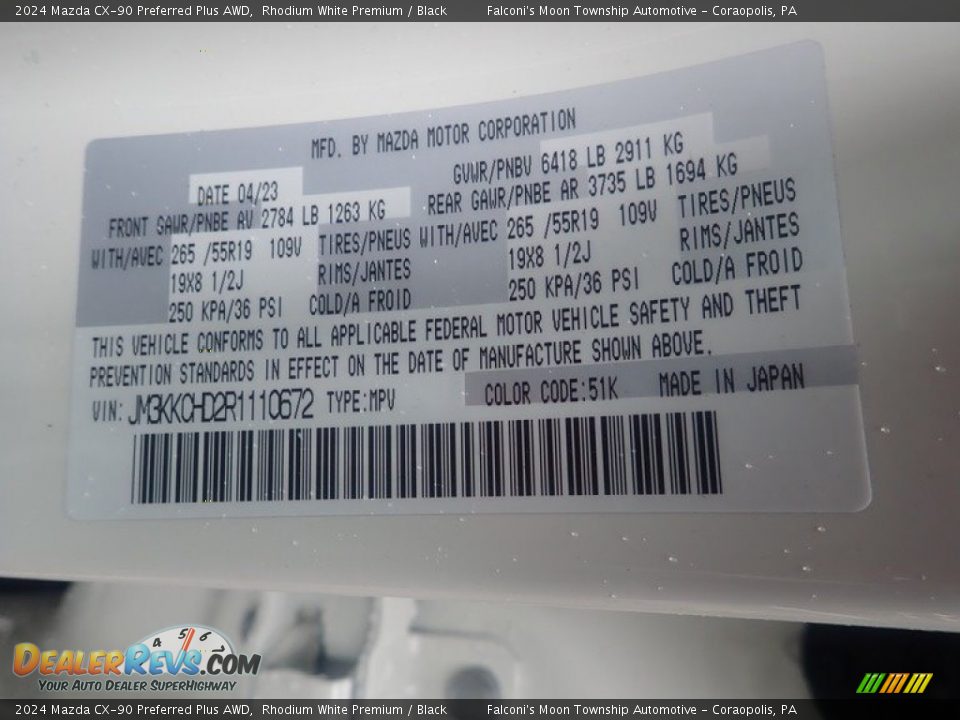 2024 Mazda CX-90 Preferred Plus AWD, Rhodium White Premium / Black Falconi's Moon Township Automotive - Coraopolis, PA
MFD. BY MAZDA MOTOR CORPORATION
DATE 04/23 GVWR/PNBV 6418 LB 2911 KG
FRONT GAWR/PNBE AV 2784 LB 1263 KG REAR GAWR/PNBE AR 3735 LB 1694 KG
WITH/AVEC 265 /55R19 109V TIRES/PNEUS WITH/AVEC 265 /55R19 109V TIRES/PNEUS
19X8 1/2J RIMS/JANTES 19X8 1/2J RIMS/JANTES
250 KPA/36 PSI COLD/A FROID 250 KPA/36 PSI COLD/A FROID
THIS VEHICLE CONFORMS TO ALL APPLICABLE FEDERAL MOTOR VEHICLE SAFETY AND THEFT
PREVENTION STANDARDS IN EFFECT ON THE DATE OF MANUFACTURE SHOWN ABOVE.
VIN: JM3KKCHD2R1110672 TYPE:MPV COLOR CODE:51K MADE IN JAPAN
4 5 6
DealerRevs.com
Your Auto Dealer SuperHighway
2024 Mazda CX-90 Preferred Plus AWD, Rhodium White Premium / Black Falconi's Moon Township Automotive - Coraopolis, PA